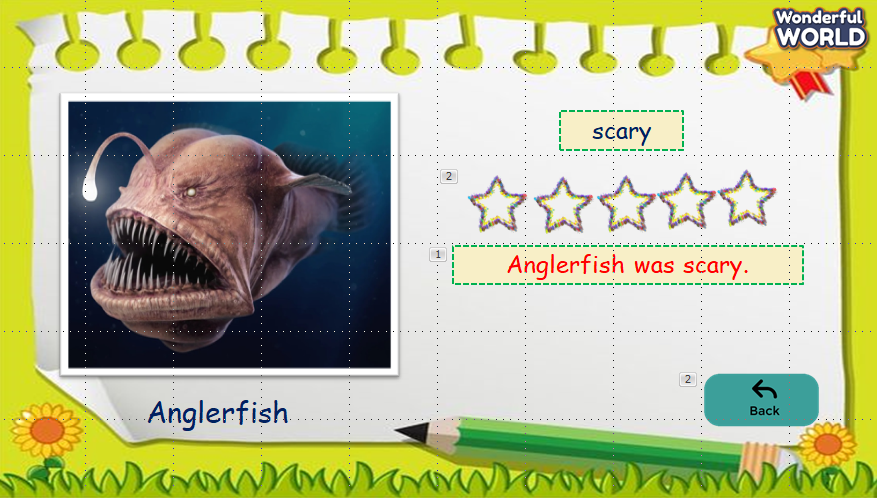 Wonderful
WORLD
scary
2
1
Anglerfish was scary.
2
Back
Anglerfish